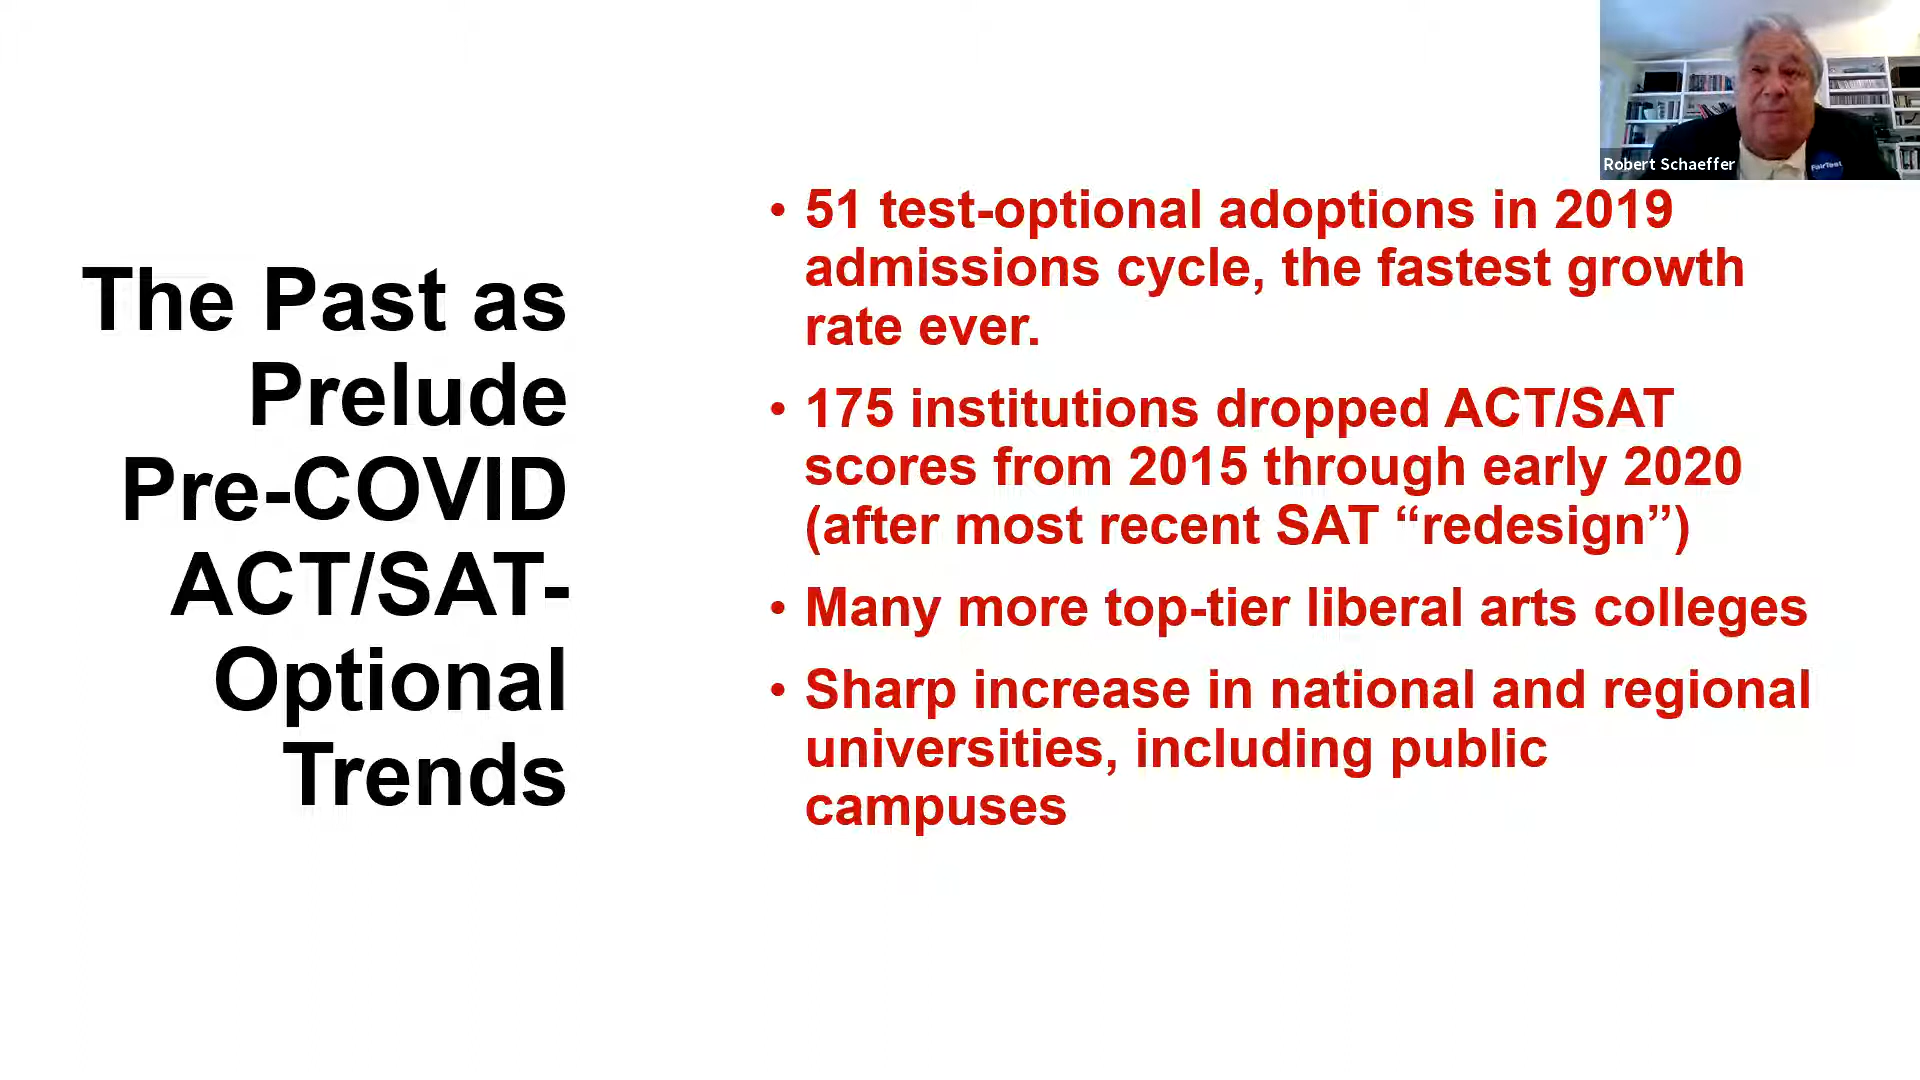 Robert Schaeffer
FairTest
The Past as
Prelude
Pre-COVID
ACT/SAT-
Optional
Trends
• 51 test-optional adoptions in 2019
admissions cycle, the fastest growth
rate ever.
• 175 institutions dropped ACT/SAT
scores from 2015 through early 2020
(after most recent SAT “redesign”)
• Many more top-tier liberal arts colleges
• Sharp increase in national and regional
universities, including public
campuses